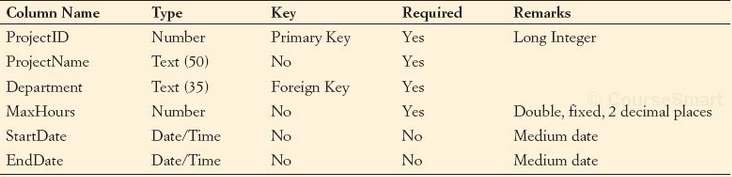 Column Name Type Key Required Remarks
ProjectID Number Primary Key Yes Long Integer
ProjectName Text (50) No Yes
Department Text (35) Foreign Key Yes
© CourseSmart
MaxHours Number No Yes Double, fixed, 2 decimal places
StartDate Date/Time No No Medium date
EndDate Date/Time No No Medium date